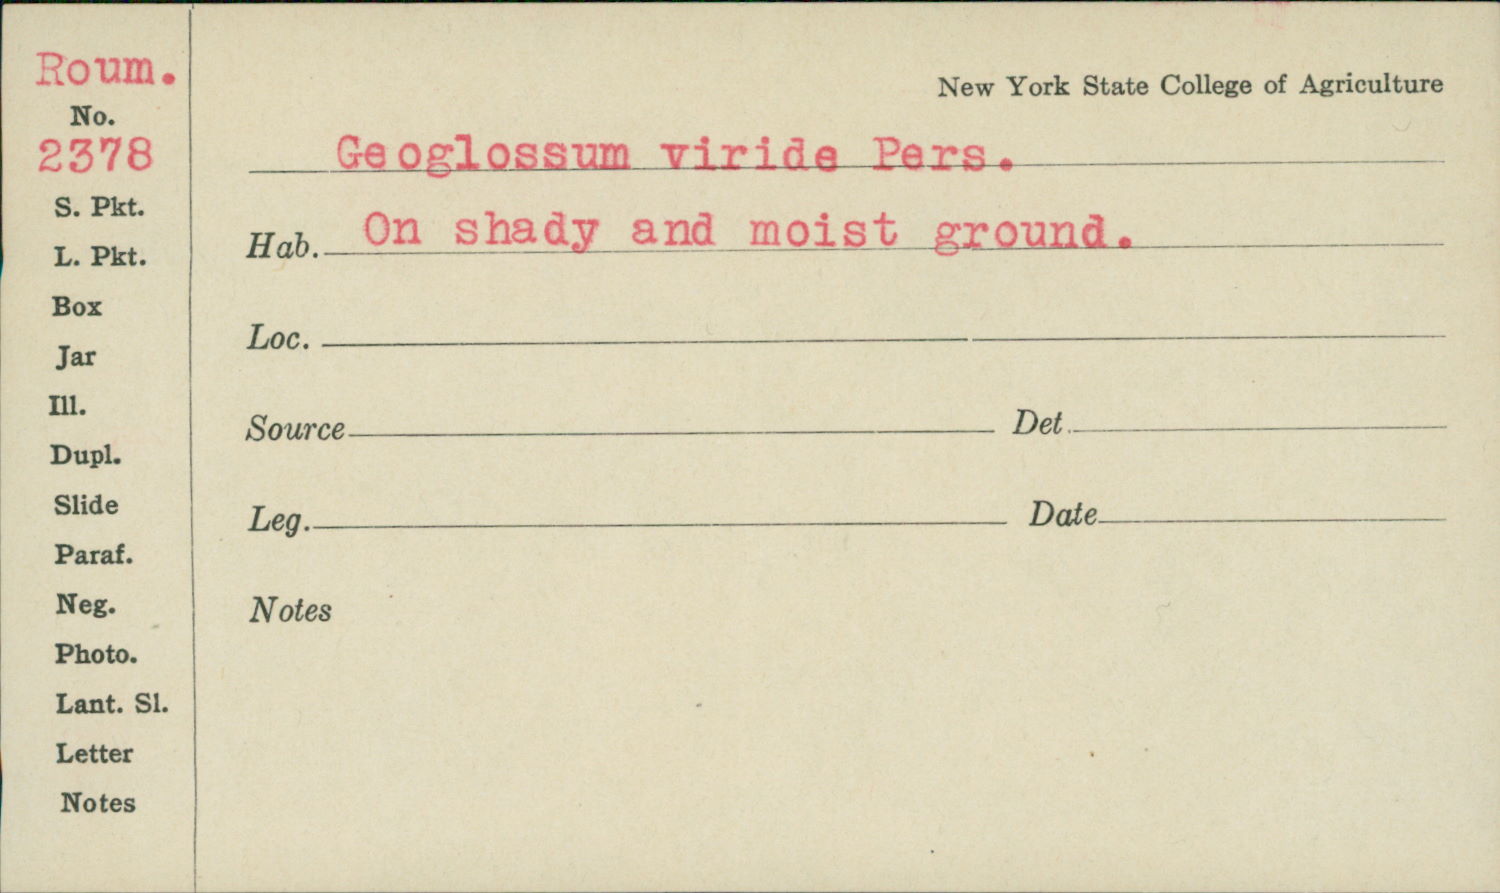 Roum.
No.
2378
S. Pkt.
L. Pkt.
Box
Jar
Ill.
Dupl.
Slide
Paraf.
Neg.
Photo.
Lant. Sl.
Letter
Notes
New York State College of Agriculture
Geoglossum viride Pers.
Hab. On shady and moist ground.
Loc.
Source Det.
Leg. Date
Notes